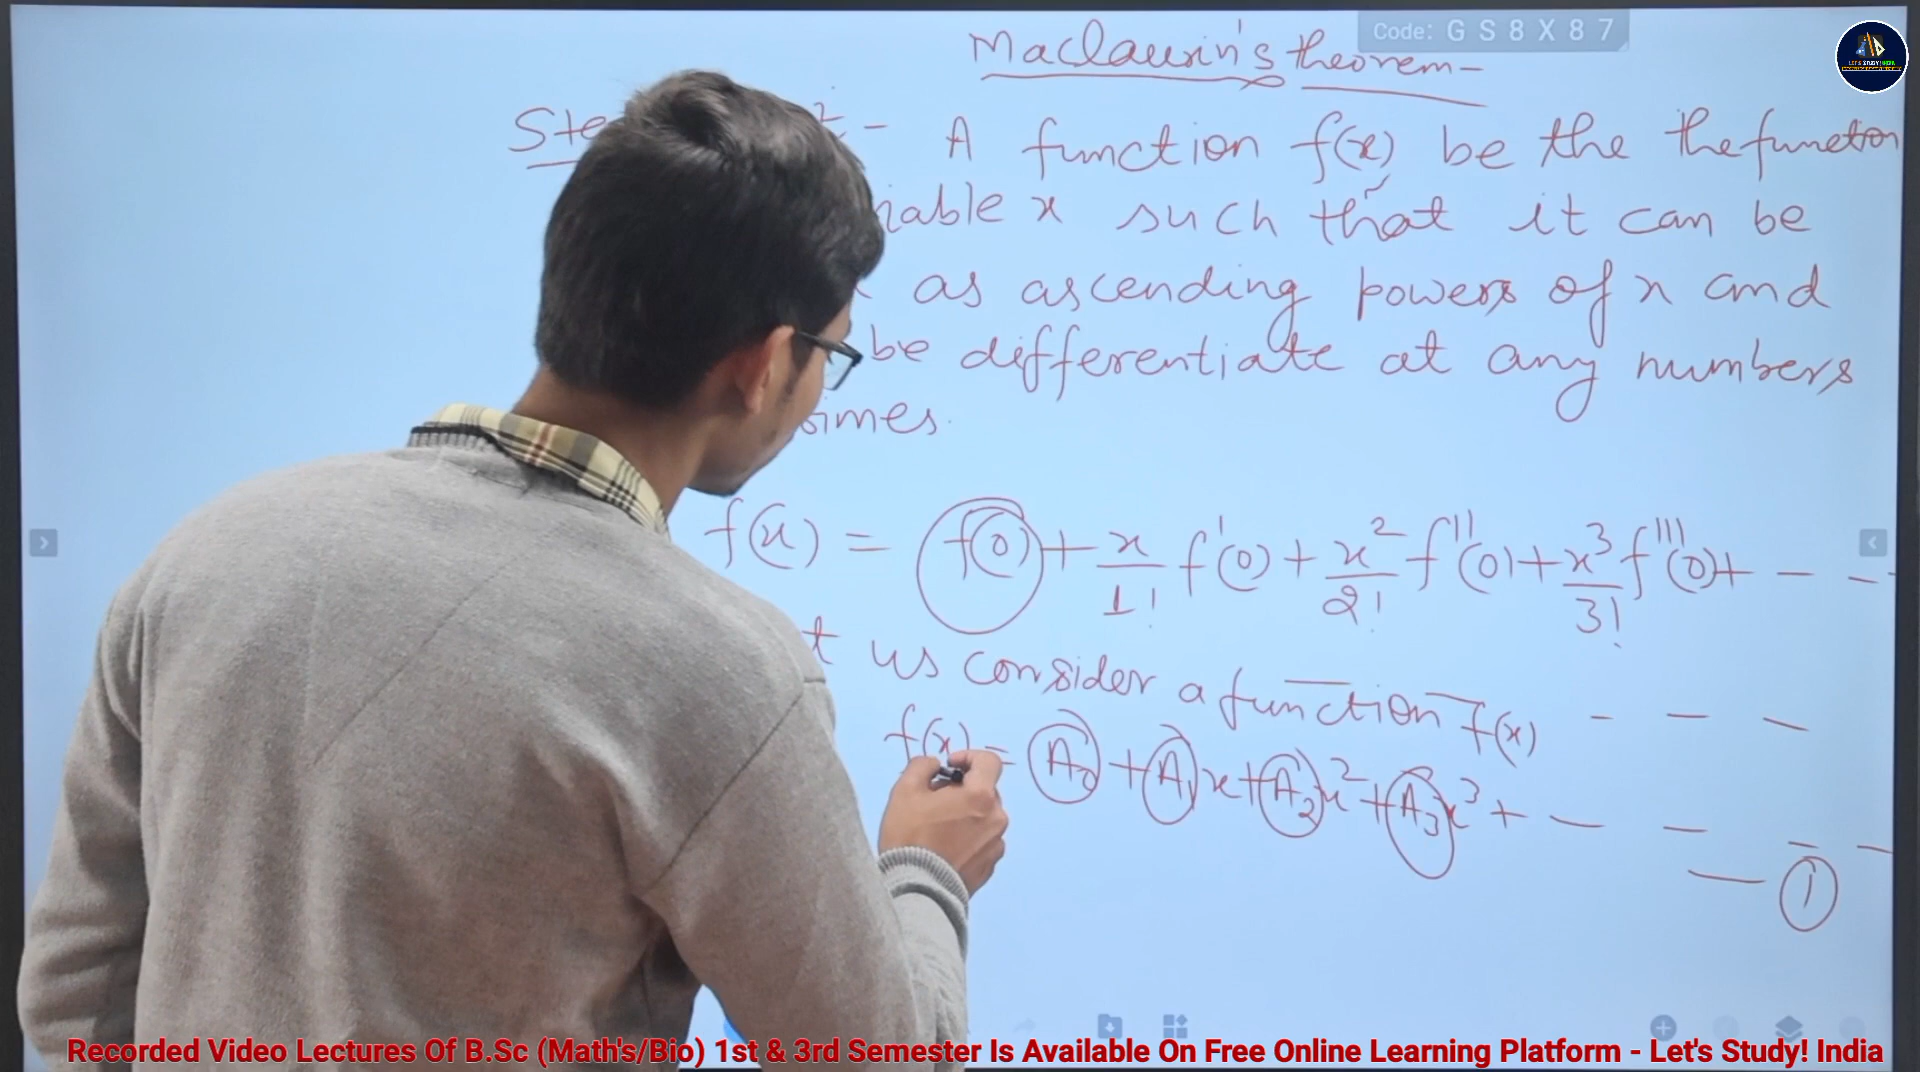 Code: G S 8 X 8 7
Maclaurin's theorem -
A function f(x) be the the function
x such that it can be
as ascending powers of x and
be differentiate at any numbers
f(x) = f(0) + x/1! f'(0) + x²/2! f''(0) + x³/3! f'''(0) + - -
us consider a function f(x) - - -
f(x) = A₀ + A₁x + A₂x² + A₃x³ + - - - -
— ①
LET'S STUDY! INDIA
Recorded Video Lectures Of B.Sc (Math's/Bio) 1st & 3rd Semester Is Available On Free Online Learning Platform - Let's Study! India